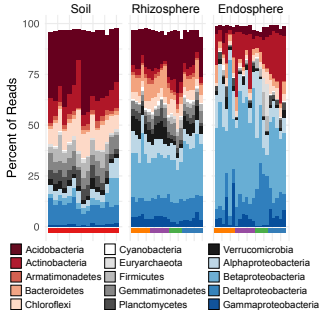 Soil Rhizosphere Endosphere
Percent of Reads
100
75
50
25
0
Acidobacteria Cyanobacteria Verrucomicrobia
Actinobacteria Euryarchaeota Alphaproteobacteria
Armatimonadetes Firmicutes Betaproteobacteria
Bacteroidetes Gemmatimonadetes Deltaproteobacteria
Chloroflexi Planctomycetes Gammaproteobacteria